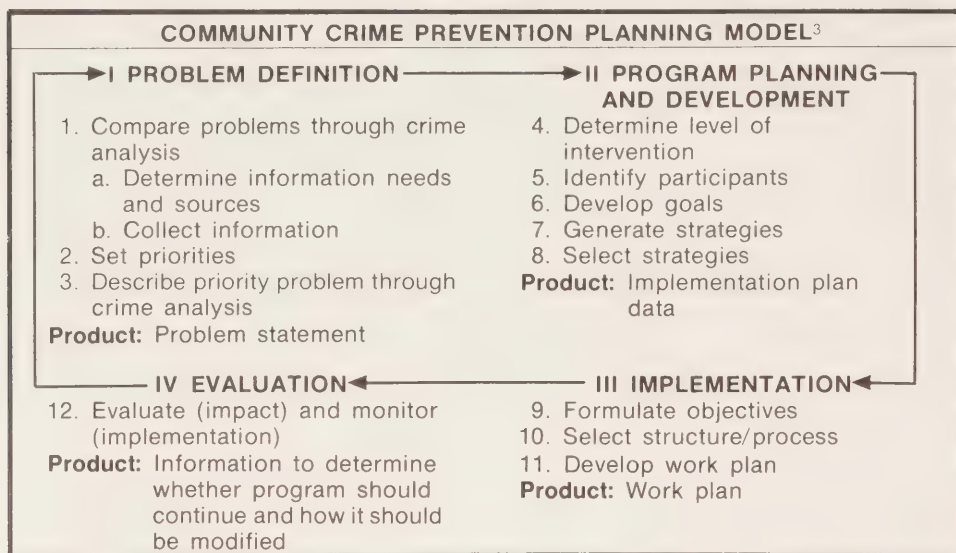 COMMUNITY CRIME PREVENTION PLANNING MODEL3
I PROBLEM DEFINITION
1. Compare problems through crime
analysis
a. Determine information needs
and sources
b. Collect information
2. Set priorities
3. Describe priority problem through
crime analysis
Product: Problem statement
II PROGRAM PLANNING
AND DEVELOPMENT
4. Determine level of
intervention
5. Identify participants
6. Develop goals
7. Generate strategies
8. Select strategies
Product: Implementation plan
data
III IMPLEMENTATION
9. Formulate objectives
10. Select structure/process
11. Develop work plan
Product: Work plan
IV EVALUATION
12. Evaluate (impact) and monitor
(implementation)
Product: Information to determine
whether program should
continue and how it should
be modified